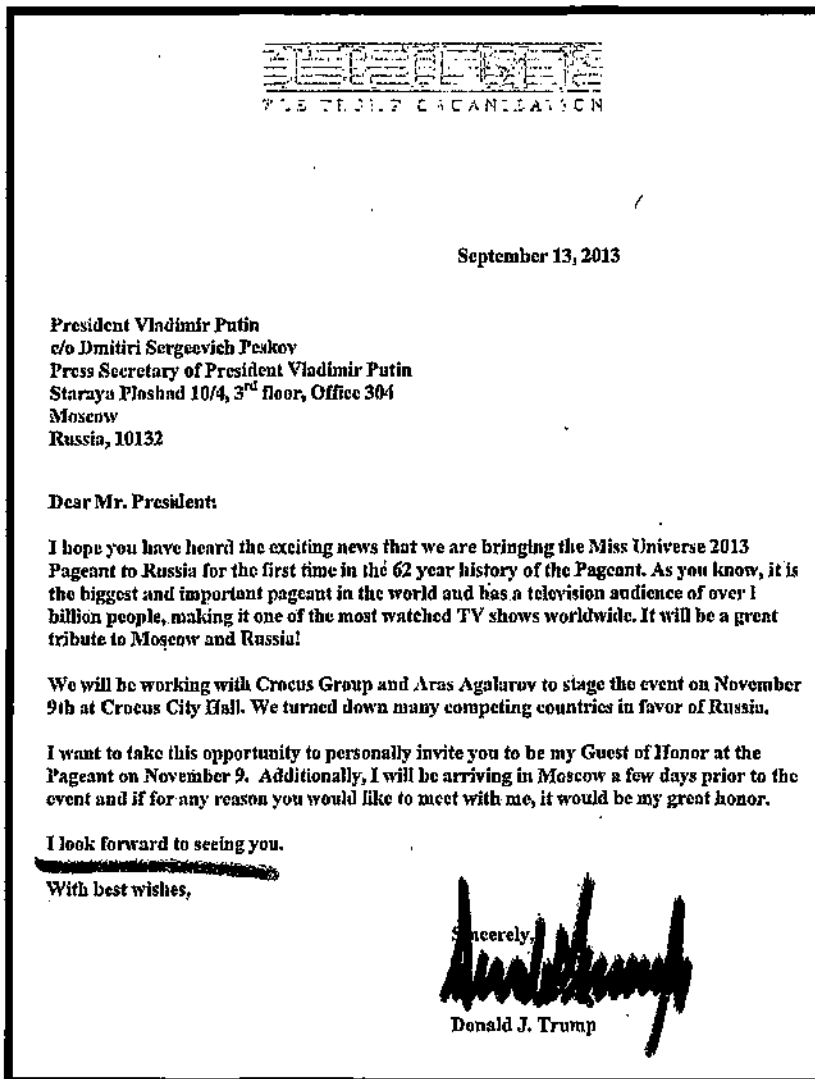 THE TRUMP ORGANIZATION
September 13, 2013
President Vladimir Putin
c/o Dmitiri Sergeevich Peskov
Press Secretary of President Vladimir Putin
Staraya Ploshad 10/4, 3rd floor, Office 304
Moscow
Russia, 10132
Dear Mr. President:
I hope you have heard the exciting news that we are bringing the Miss Universe 2013
Pageant to Russia for the first time in the 62 year history of the Pageant. As you know, it is
the biggest and important pageant in the world and has a television audience of over 1
billion people, making it one of the most watched TV shows worldwide. It will be a great
tribute to Moscow and Russia!
We will be working with Crocus Group and Aras Agalarov to stage the event on November
9th at Crocus City Hall. We turned down many competing countries in favor of Russia.
I want to take this opportunity to personally invite you to be my Guest of Honor at the
Pageant on November 9. Additionally, I will be arriving in Moscow a few days prior to the
event and if for any reason you would like to meet with me, it would be my great honor.
I look forward to seeing you.
With best wishes,
Sincerely,
Donald J. Trump